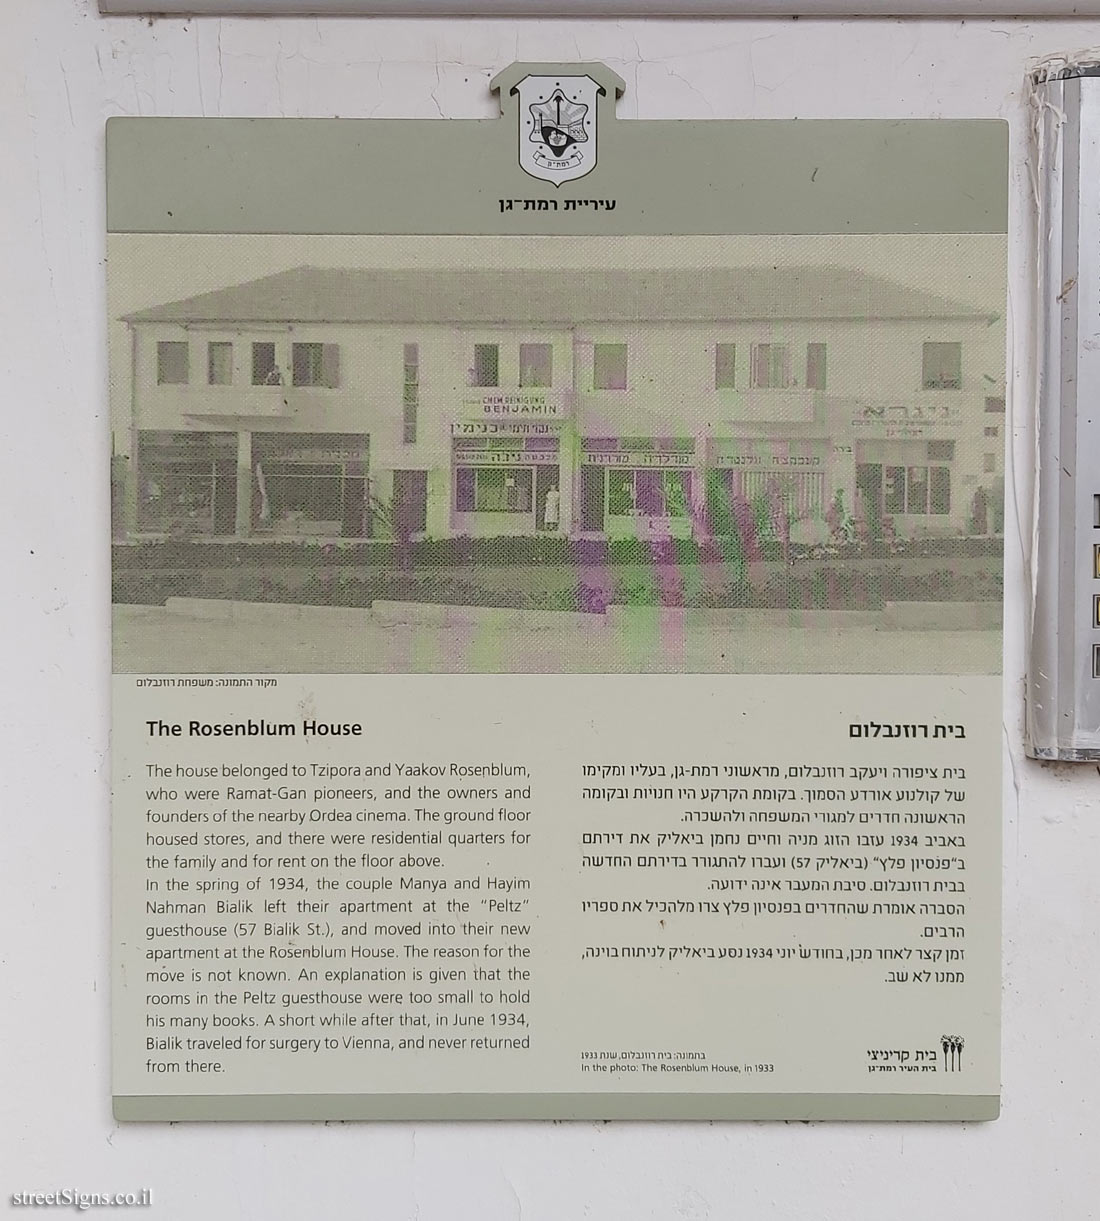 רמת-גן
עיריית רמת-גן
CHEM. REINIGUNG
BENJAMIN
בנימין
מקור התמונה: משפחת רוזנבלום
The Rosenblum House
The house belonged to Tzipora and Yaakov Rosenblum,
who were Ramat-Gan pioneers, and the owners and
founders of the nearby Ordea cinema. The ground floor
housed stores, and there were residential quarters for
the family and for rent on the floor above.
In the spring of 1934, the couple Manya and Hayim
Nahman Bialik left their apartment at the “Peltz”
guesthouse (57 Bialik St.), and moved into their new
apartment at the Rosenblum House. The reason for the
move is not known. An explanation is given that the
rooms in the Peltz guesthouse were too small to hold
his many books. A short while after that, in June 1934,
Bialik traveled for surgery to Vienna, and never returned
from there.
בית רוזנבלום
בית ציפורה ויעקב רוזנבלום, מראשוני רמת-גן, בעליו ומקימו
של קולנוע אורדע הסמוך. בקומת הקרקע היו חנויות ובקומה
הראשונה חדרים למגורי המשפחה ולהשכרה.
באביב 1934 עזבו הזוג מניה וחיים נחמן ביאליק את דירתם
ב"פנסיון פלץ" (ביאליק 57) ועברו להתגורר בדירתם החדשה
בבית רוזנבלום. סיבת המעבר אינה ידועה.
הסברה אומרת שהחדרים בפנסיון פלץ צרו מלהכיל את ספריו
הרבים.
זמן קצר לאחר מכן, בחודש יוני 1934 נסע ביאליק לניתוח בוינה,
ממנו לא שב.
בתמונה: בית רוזנבלום, שנת 1933
In the photo: The Rosenblum House, in 1933
בית קריניצי
בית העיר רמת-גן
streetSigns.co.il